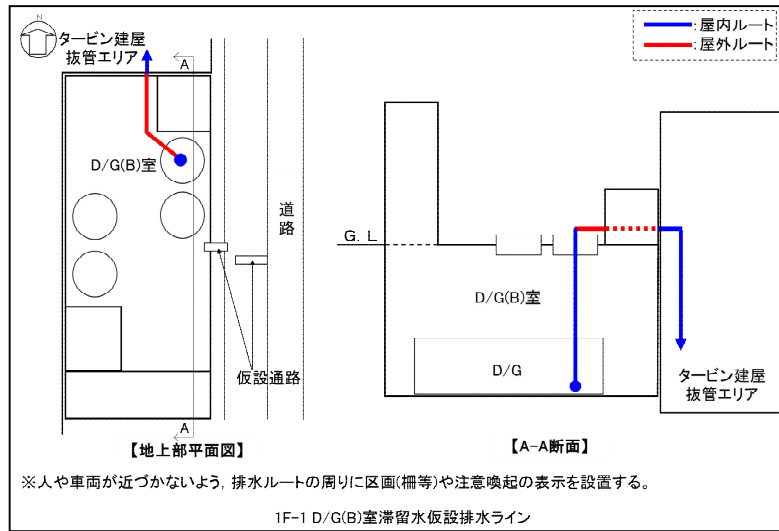 N
タービン建屋
抜管エリア
A
D/G(B)室
道
路
仮設通路
A
【地上部平面図】
:屋内ルート
:屋外ルート
G. L
D/G(B)室
D/G
タービン建屋
抜管エリア
【A-A断面】
※人や車両が近づかないよう, 排水ルートの周りに区画(柵等)や注意喚起の表示を設置する。
1F-1 D/G(B)室滞留水仮設排水ライン